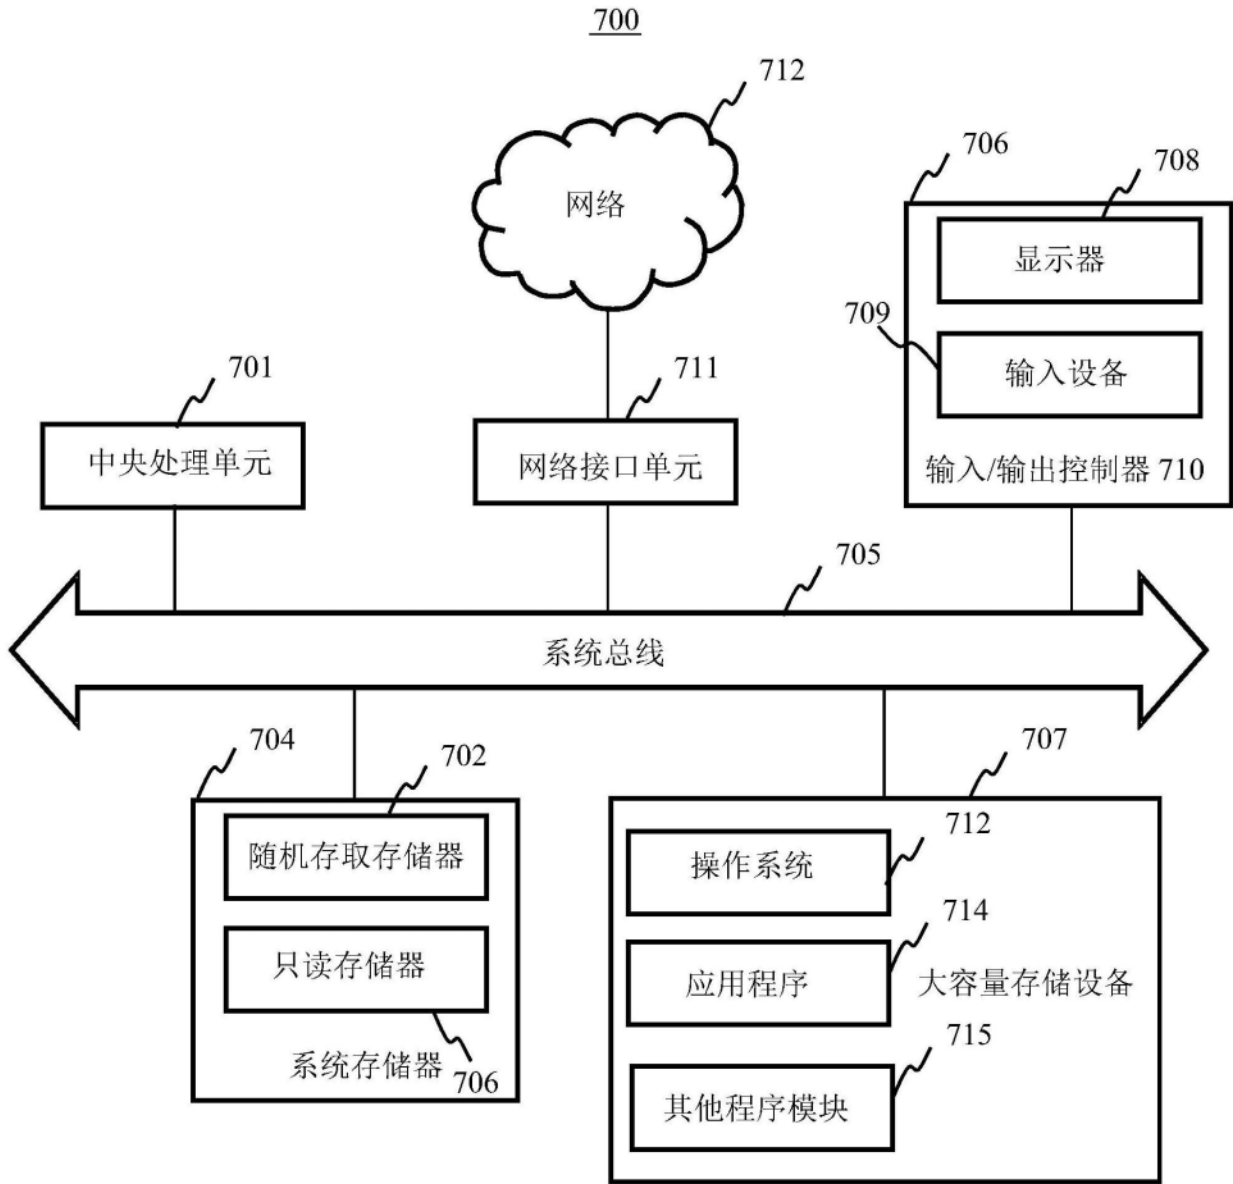 700
712
网络
706
708
显示器
709
输入设备
输入/输出控制器 710
701
中央处理单元
711
网络接口单元
705
系统总线
704
702
随机存取存储器
只读存储器
系统存储器
706
707
712
操作系统
714
应用程序
大容量存储设备
715
其他程序模块